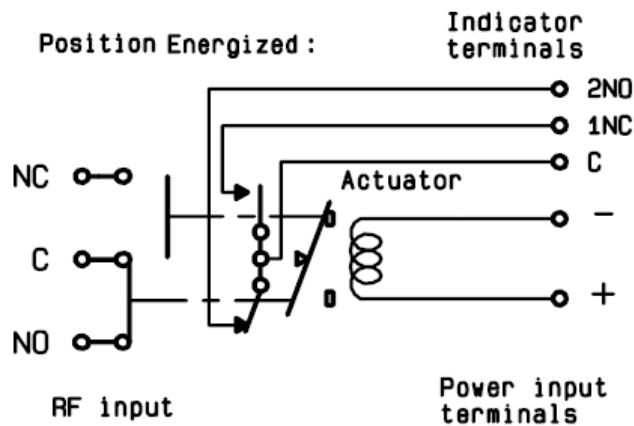 Position Energized :
Indicator
terminals
2NO
1NC
C
Actuator
NC
C
NO
-
+
RF input
Power input
terminals